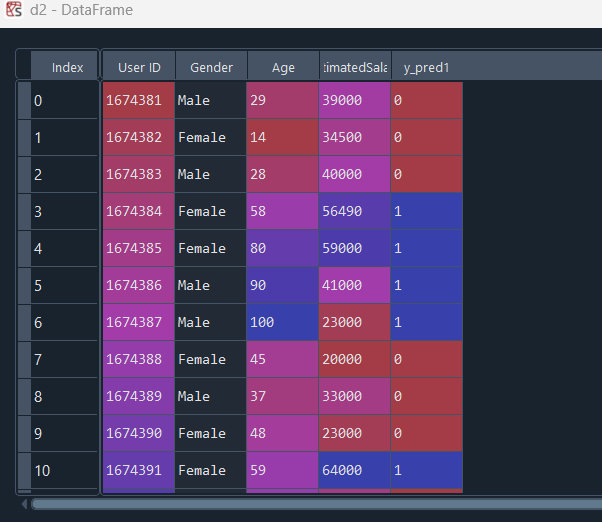 d2 - DataFrame
Index User ID Gender Age timatedSala y_pred1
0 1674381 Male 29 39000 0
1 1674382 Female 14 34500 0
2 1674383 Male 28 40000 0
3 1674384 Female 58 56490 1
4 1674385 Female 80 59000 1
5 1674386 Male 90 41000 1
6 1674387 Male 100 23000 1
7 1674388 Female 45 20000 0
8 1674389 Male 37 33000 0
9 1674390 Female 48 23000 0
10 1674391 Female 59 64000 1